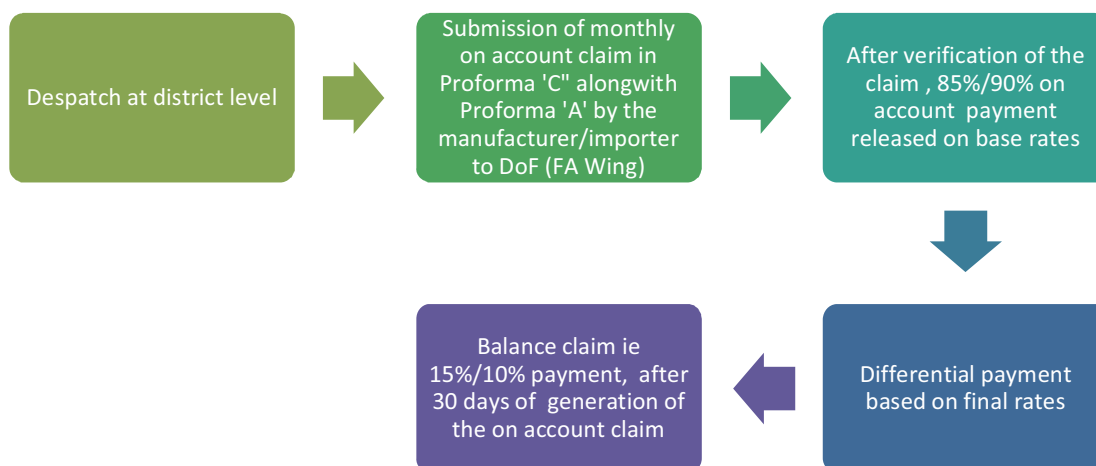 Despatch at district level
Submission of monthly
on account claim in
Proforma 'C" alongwith
Proforma 'A' by the
manufacturer/importer
to DoF (FA Wing)
After verification of the
claim , 85%/90% on
account payment
released on base rates
Differential payment
based on final rates
Balance claim ie
15%/10% payment, after
30 days of generation of
the on account claim